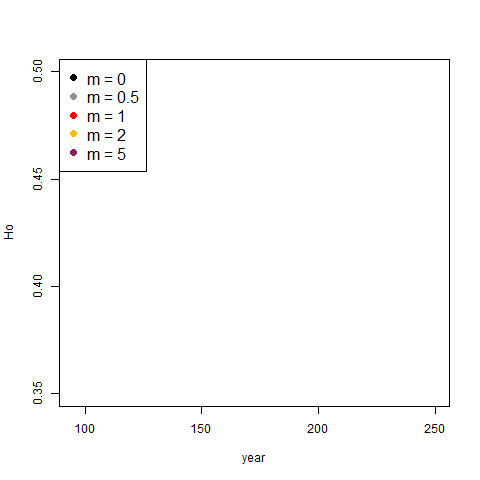 0.50
0.45
0.40
0.35
Ho
m = 0
m = 0.5
m = 1
m = 2
m = 5
100 150 200 250
year